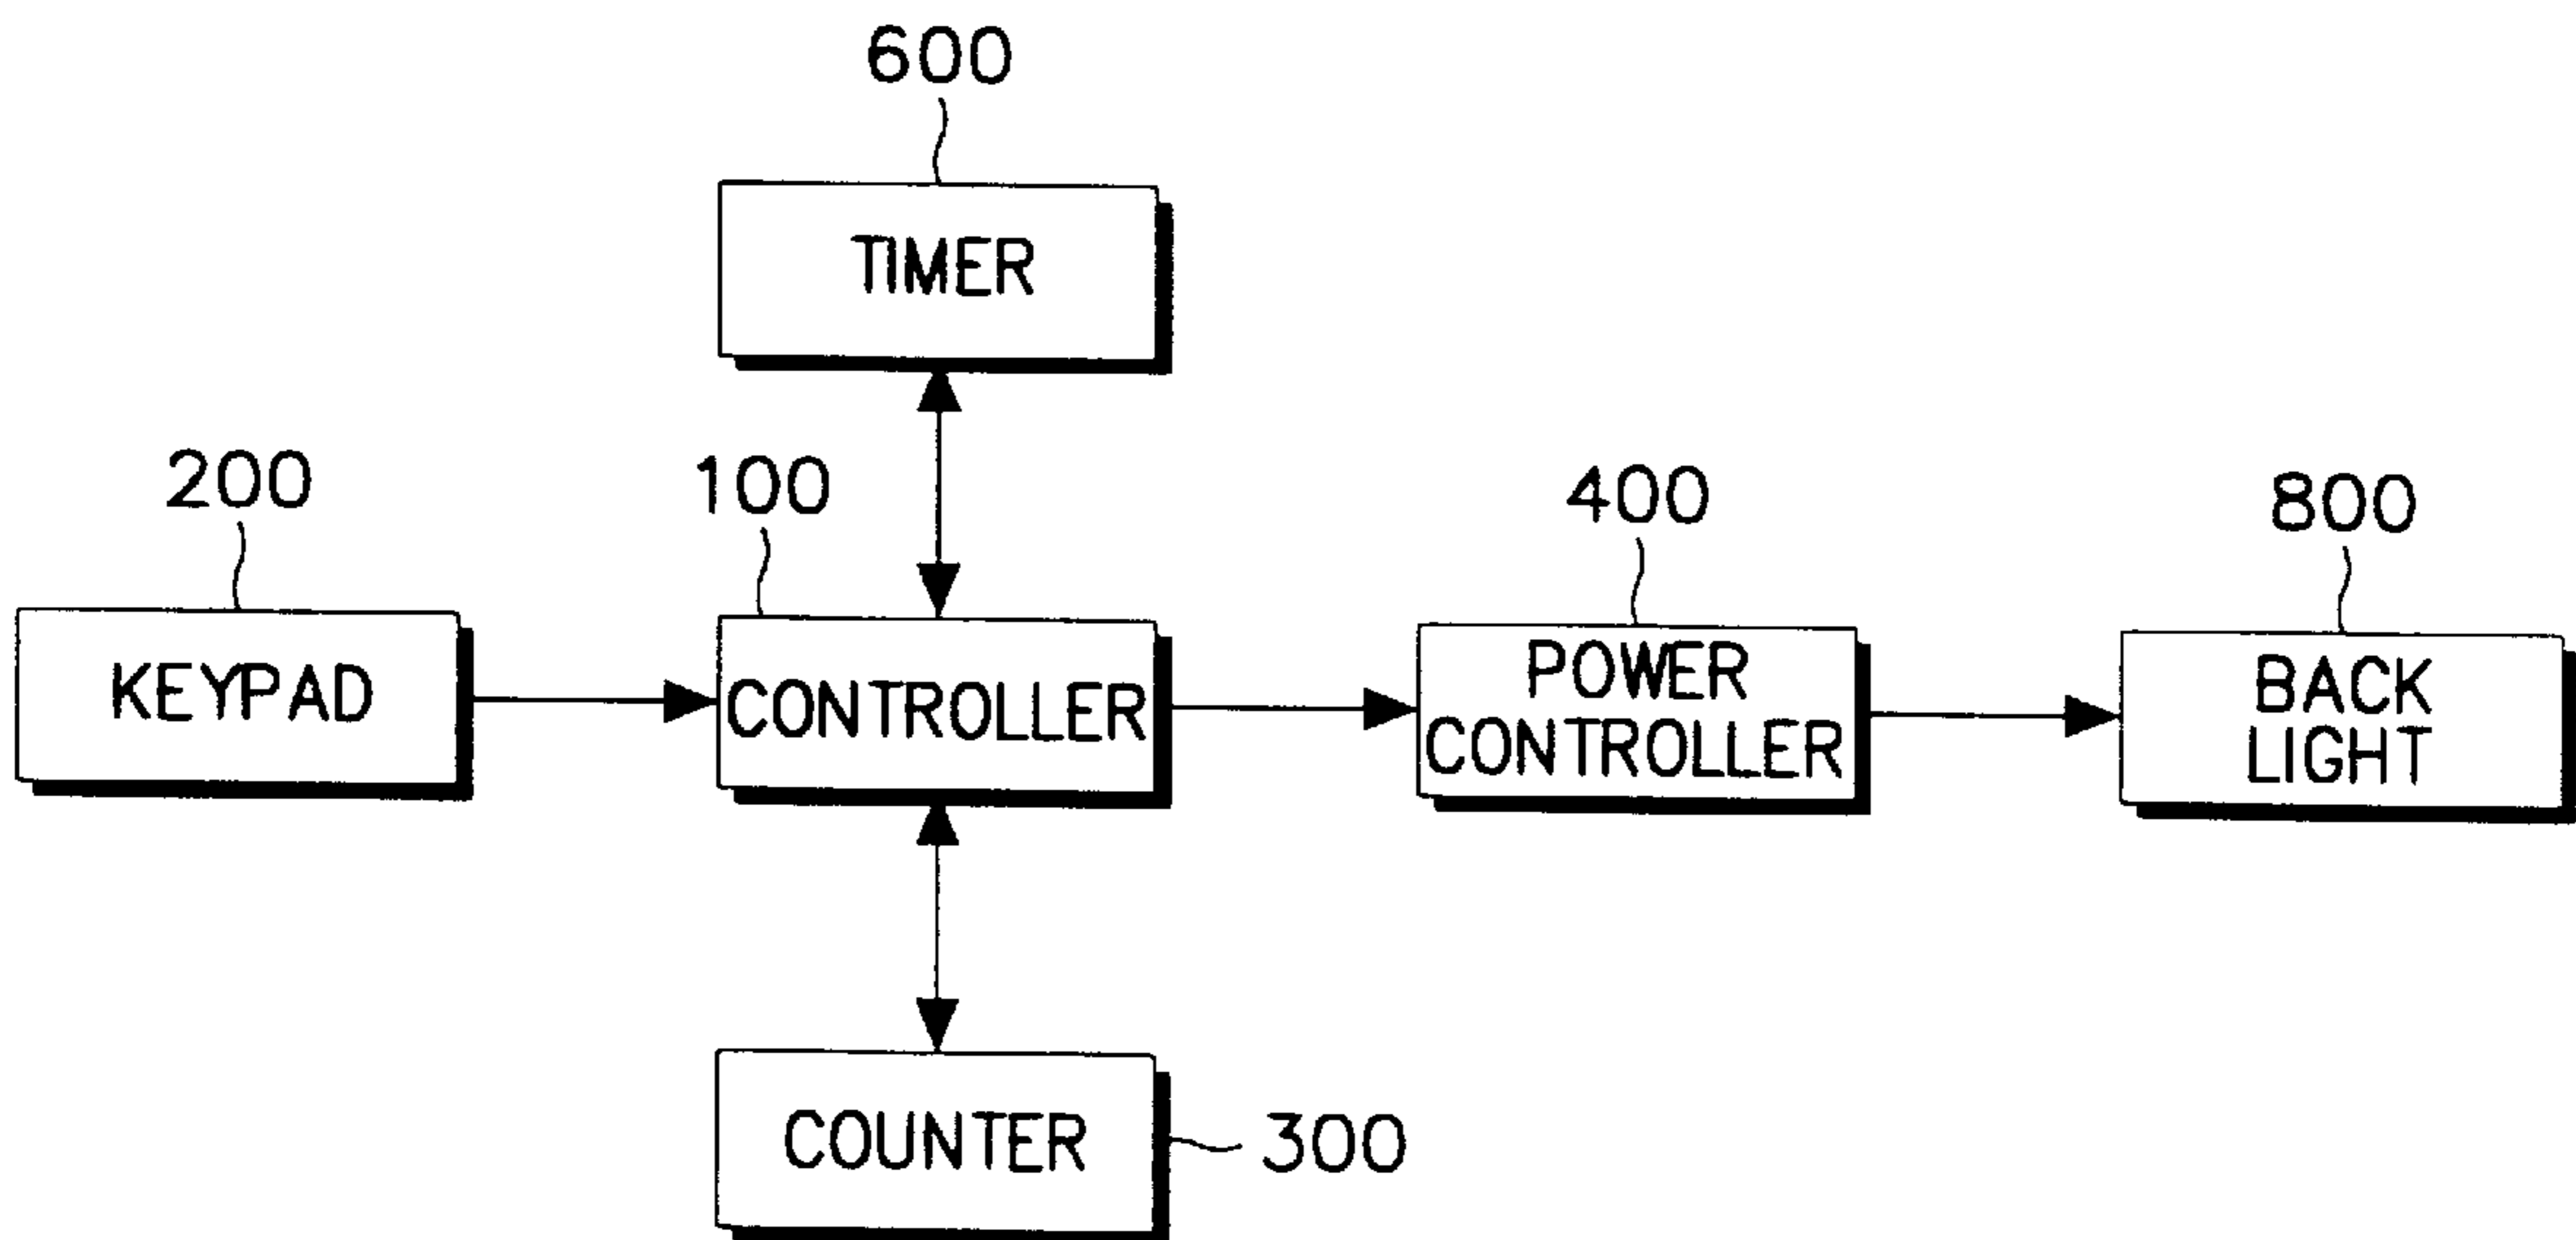 600
TIMER
200
100
400
800
KEYPAD
CONTROLLER
POWER
CONTROLLER
BACK
LIGHT
COUNTER
300